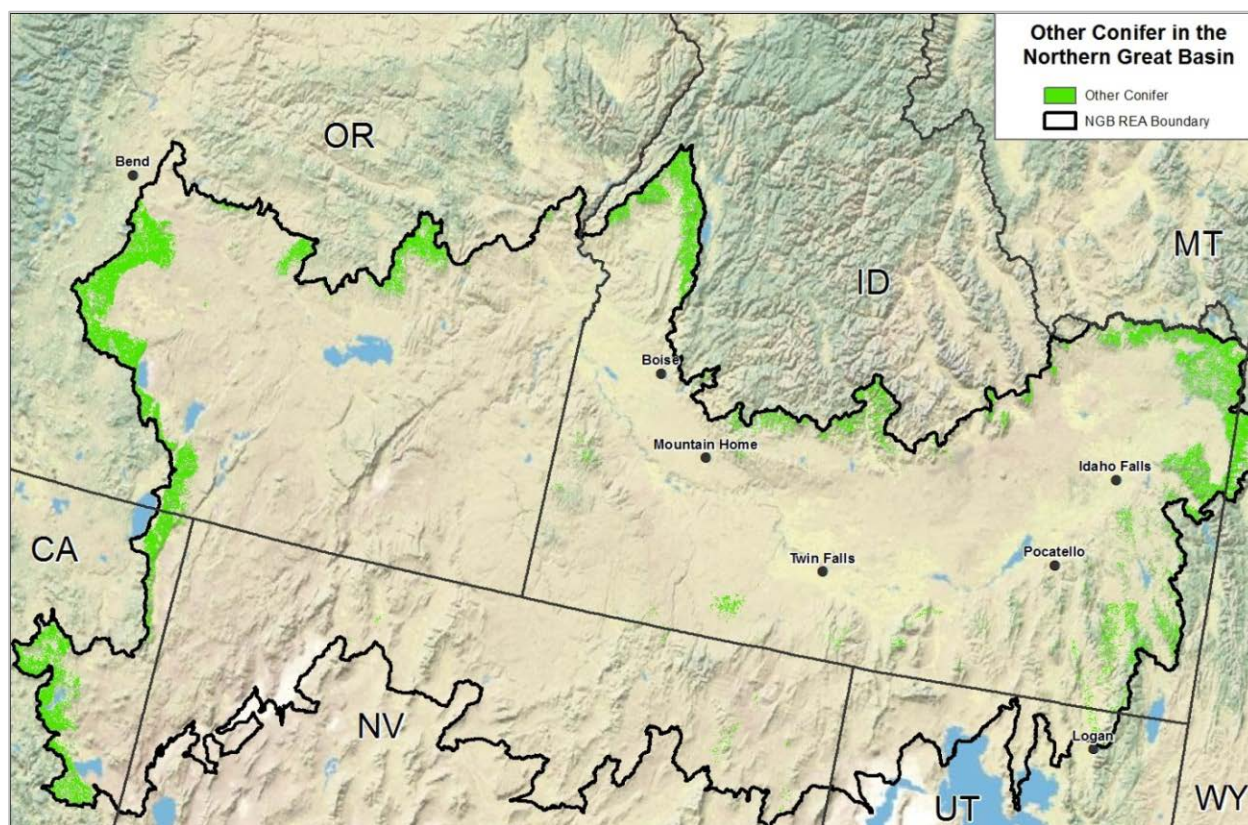 Other Conifer in the
Northern Great Basin
Other Conifer
NGB REA Boundary
OR
Bend
MT
ID
Boise
Mountain Home
Idaho Falls
CA
Twin Falls
Pocatello
NV
Logan
UT
WY